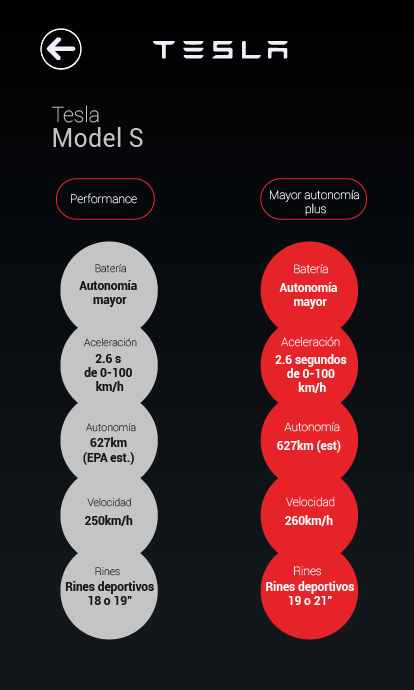 TESLA
Tesla
Model S
Performance
Batería
Autonomía
mayor
Aceleración
2.6 s
de 0-100
km/h
Autonomía
627km
(EPA est.)
Velocidad
250km/h
Rines
Rines deportivos
18 o 19"
Mayor autonomía
plus
Batería
Autonomía
mayor
Aceleración
2.6 segundos
de 0-100
km/h
Autonomía
627km (est)
Velocidad
260km/h
Rines
Rines deportivos
19 o 21"